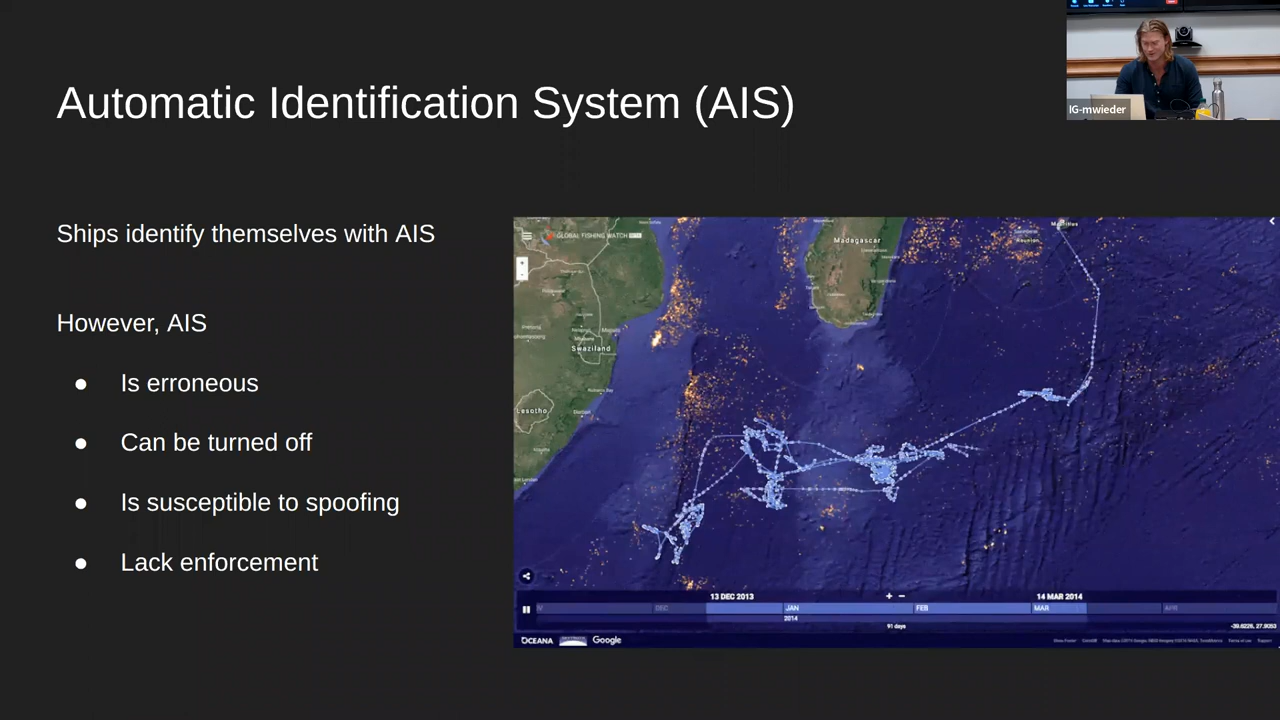 IG-mwieder
Automatic Identification System (AIS)
Ships identify themselves with AIS
However, AIS
● Is erroneous
● Can be turned off
● Is susceptible to spoofing
● Lack enforcement
GLOBAL FISHING WATCH
Madagascar
Swaziland
Lesotho
13 DEC 2013
14 MAR 2014
DEC
JAN
FEB
MAR
APR
2014
91 days
OCEANA
Google